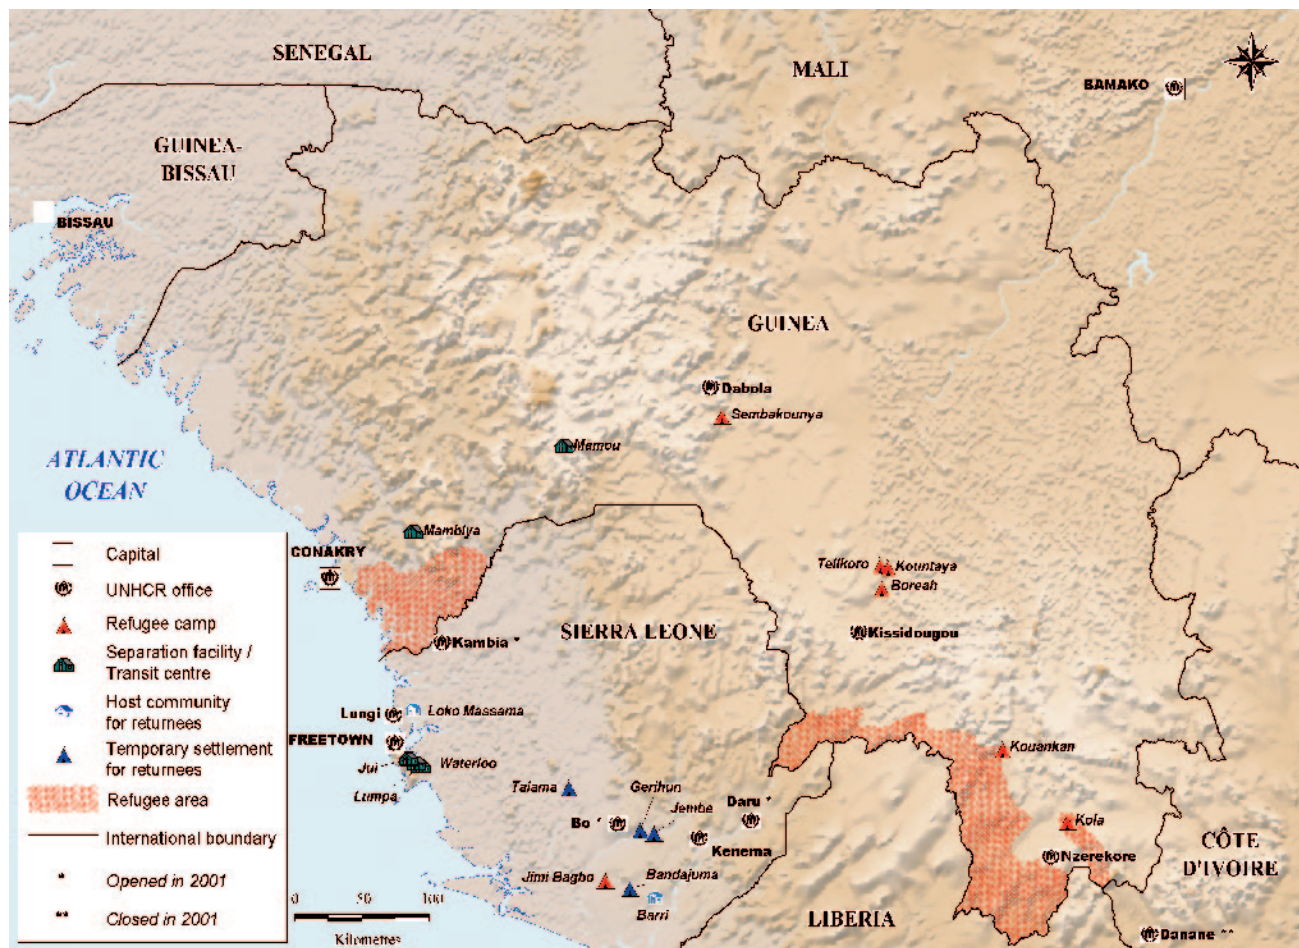 SENEGAL
MALI
BAMAKO
GUINEA-
BISSAU
BISSAU
GUINEA
Dabola
Sembakounya
Mamou
ATLANTIC
OCEAN
Mambiya
CONAKRY
Telikoro
Kountaya
Boreah
Kissidougou
SIERRA LEONE
Kambia *
Lungi
Loko Massama
FREETOWN
Jui
Waterloo
Lumpa
Taiama
Gerihun
Jembe
Daru *
Bo *
Kenema
Jimi Bagbo
Bandajuma
Barri
Kouankan
Kola
Nzerekore
CÔTE
D'IVOIRE
LIBERIA
Danane **
Capital
UNHCR office
Refugee camp
Separation facility /
Transit centre
Host community
for returnees
Temporary settlement
for returnees
Refugee area
International boundary
* Opened in 2001
** Closed in 2001
0 50 100
Kilometres